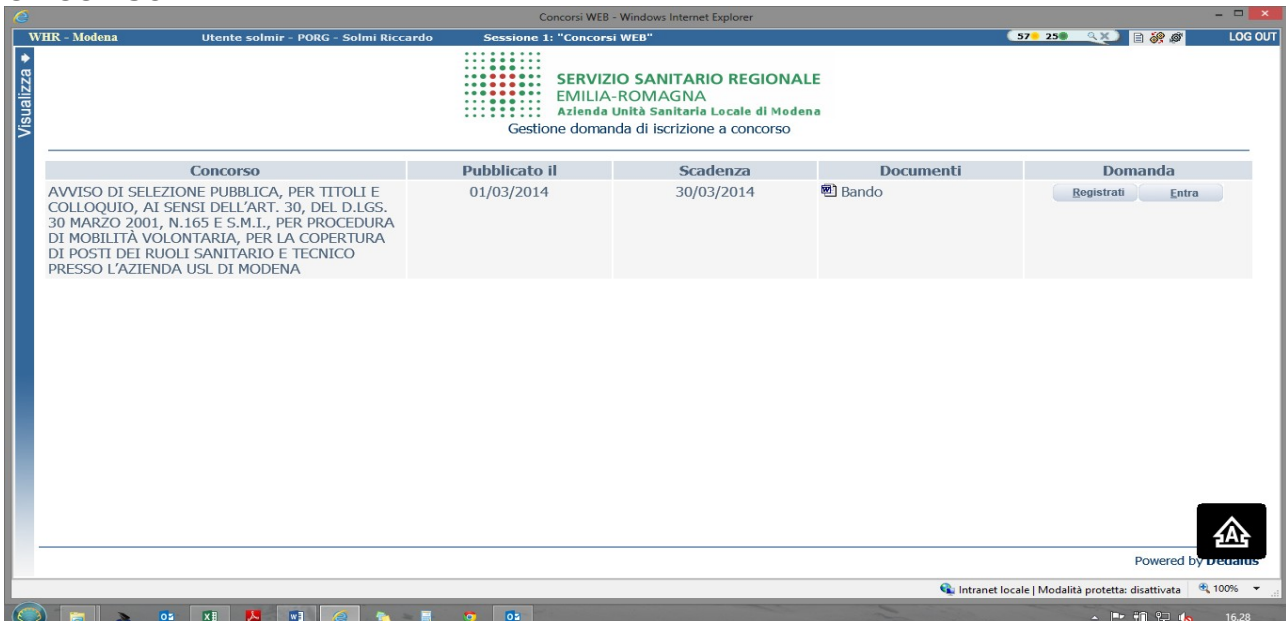 Concorsi WEB - Windows Internet Explorer
WHR - Modena Utente solmir - PORG - Solmi Riccardo Sessione 1: "Concorsi WEB" 57 250 LOG OUT
Visualizza
SERVIZIO SANITARIO REGIONALE
EMILIA-ROMAGNA
Azienda Unità Sanitaria Locale di Modena
Gestione domanda di iscrizione a concorso
Concorso Pubblicato il Scadenza Documenti Domanda
AVVISO DI SELEZIONE PUBBLICA, PER TITOLI E 01/03/2014 30/03/2014 Bando Registrati Entra
COLLOQUIO, AI SENSI DELL'ART. 30, DEL D.LGS.
30 MARZO 2001, N.165 E S.M.I., PER PROCEDURA
DI MOBILITÀ VOLONTARIA, PER LA COPERTURA
DI POSTI DEI RUOLI SANITARIO E TECNICO
PRESSO L'AZIENDA USL DI MODENA
A
Powered by Dedalus
Intranet locale | Modalità protetta: disattivata 100%
16.28